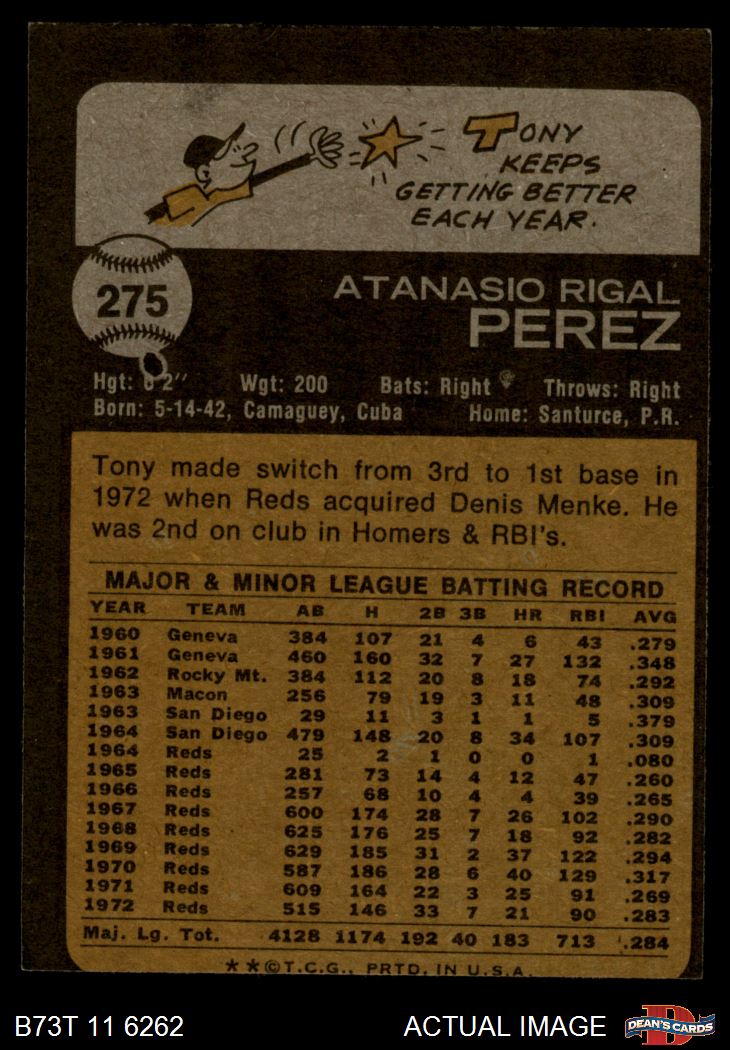 TONY
KEEPS
GETTING BETTER
EACH YEAR.
275
ATANASIO RIGAL
PEREZ
Hgt: 6'2" Wgt: 200 Bats: Right Throws: Right
Born: 5-14-42, Camaguey, Cuba Home: Santurce, P.R.
Tony made switch from 3rd to 1st base in
1972 when Reds acquired Denis Menke. He
was 2nd on club in Homers & RBI's.
MAJOR & MINOR LEAGUE BATTING RECORD
YEAR TEAM AB H 2B 3B HR RBI AVG
1960 Geneva 384 107 21 4 6 43 .279
1961 Geneva 460 160 32 7 27 132 .348
1962 Rocky Mt. 384 112 20 8 18 74 .292
1963 Macon 256 79 19 3 11 48 .309
1963 San Diego 29 11 3 1 1 5 .379
1964 San Diego 479 148 20 8 34 107 .309
1964 Reds 25 2 1 0 0 1 .080
1965 Reds 281 73 14 4 12 47 .260
1966 Reds 257 68 10 4 4 39 .265
1967 Reds 600 174 28 7 26 102 .290
1968 Reds 625 176 25 7 18 92 .282
1969 Reds 629 185 31 2 37 122 .294
1970 Reds 587 186 28 6 40 129 .317
1971 Reds 609 164 22 3 25 91 .269
1972 Reds 515 146 33 7 21 90 .283
Maj. Lg. Tot. 4128 1174 192 40 183 713 .284
★★©T.C.G., PRTD. IN U.S.A.
B73T 11 6262 ACTUAL IMAGE DEAN'S CARDS